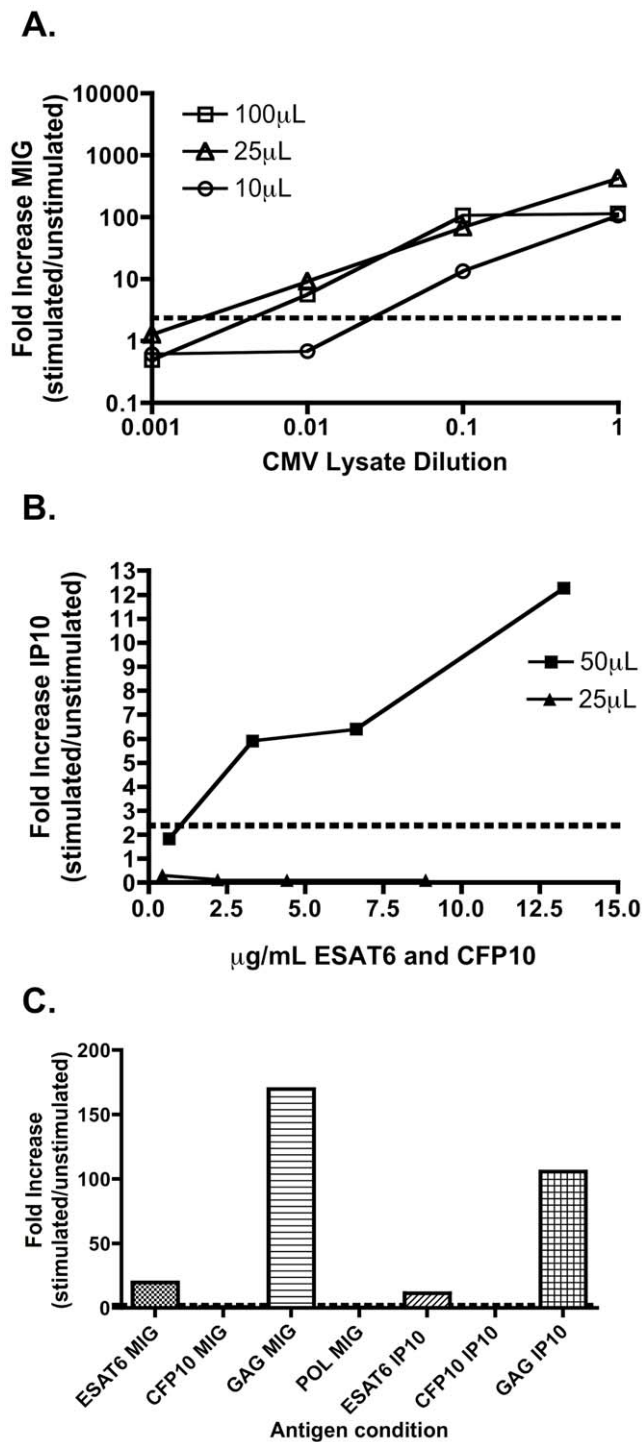 A.
Fold Increase MIG
(stimulated/unstimulated)
10000
1000
100
10
1
0.1
100μL
25μL
10μL
0.001 0.01 0.1 1
CMV Lysate Dilution
B.
Fold Increase IP10
(stimulated/unstimulated)
13
12
11
10
9
8
7
6
5
4
3
2
1
0
50μL
25μL
0.0 2.5 5.0 7.5 10.0 12.5 15.0
μg/mL ESAT6 and CFP10
C.
Fold Increase
(stimulated/unstimulated)
200
150
100
50
0
ESAT6 MIG
CFP10 MIG
GAG MIG
POL MIG
ESAT6 IP10
CFP10 IP10
GAG IP10
Antigen condition